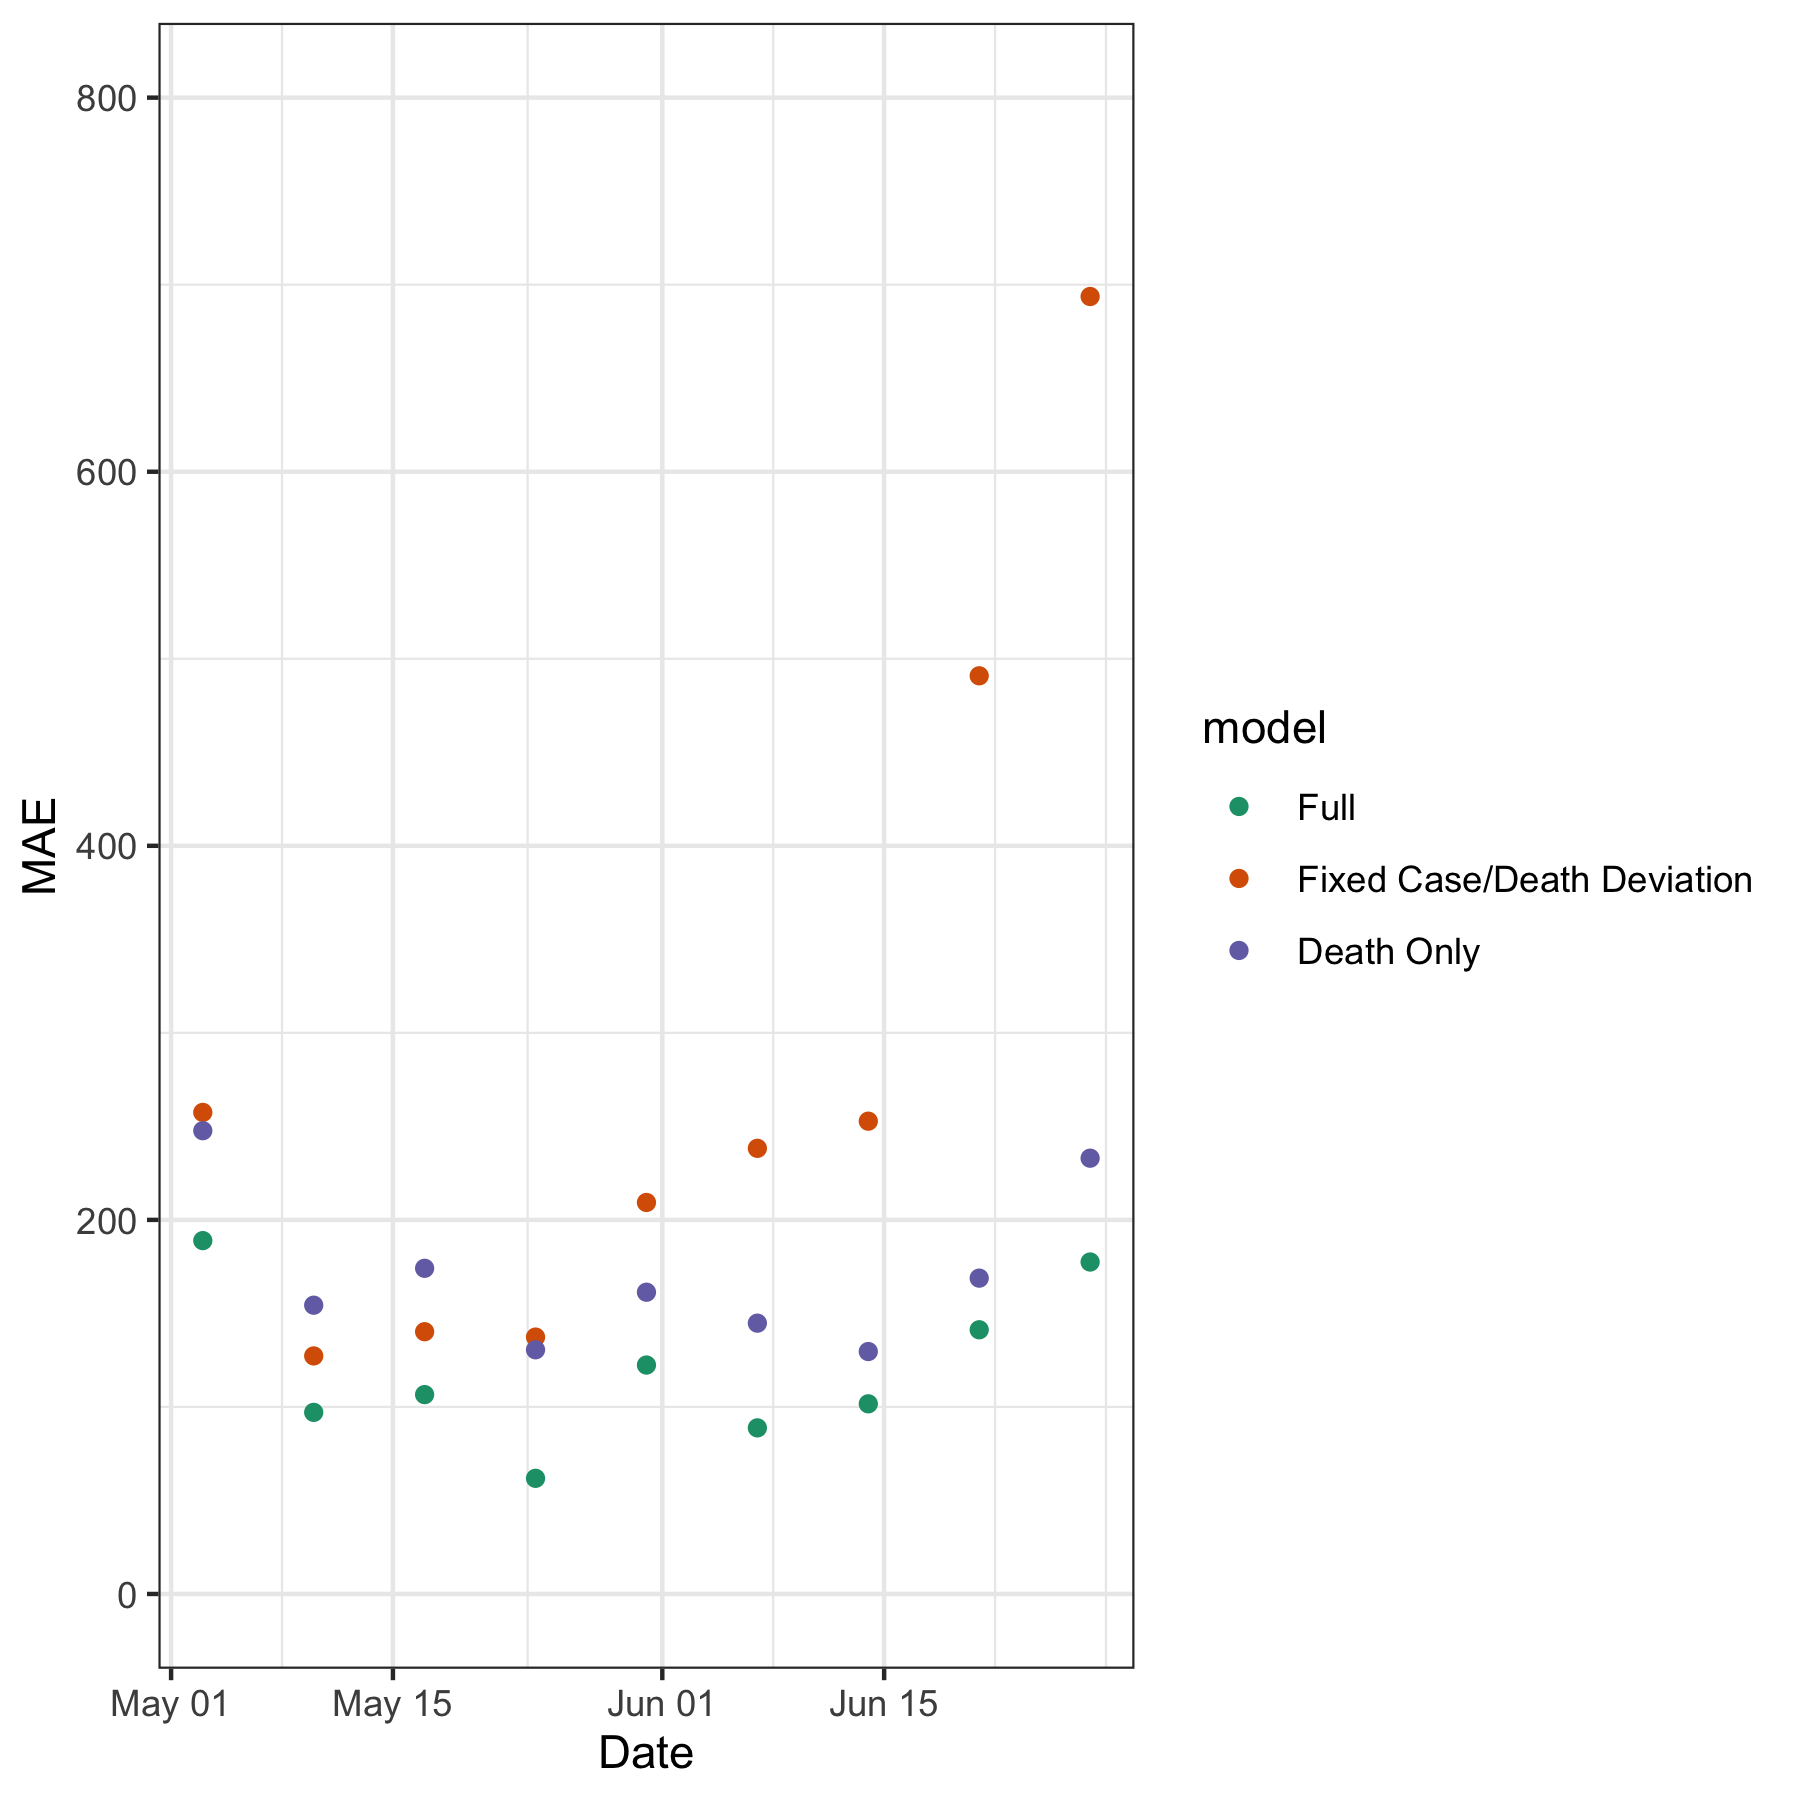 800
600
400
200
0
MAE
May 01
May 15
Jun 01
Jun 15
Date
model
Full
Fixed Case/Death Deviation
Death Only